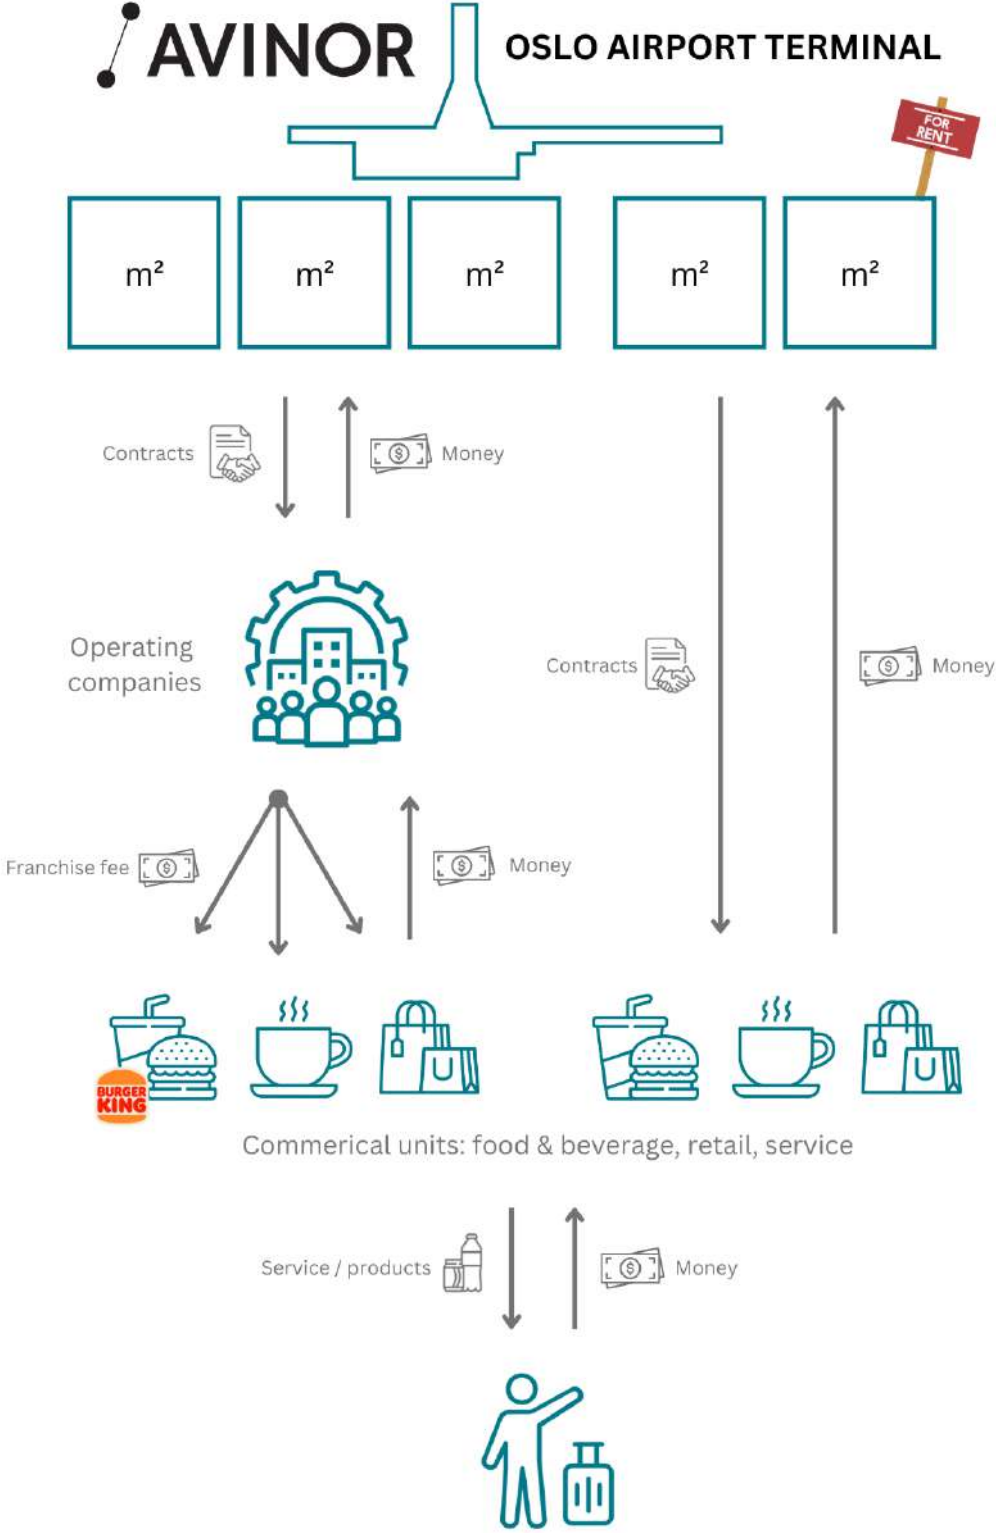 AVINOR
OSLO AIRPORT TERMINAL
FOR
RENT
m²
m²
m²
m²
m²
Contracts
Money
Operating
companies
Contracts
Money
Franchise fee
Money
BURGER
KING
Commerical units: food & beverage, retail, service
Service / products
Money